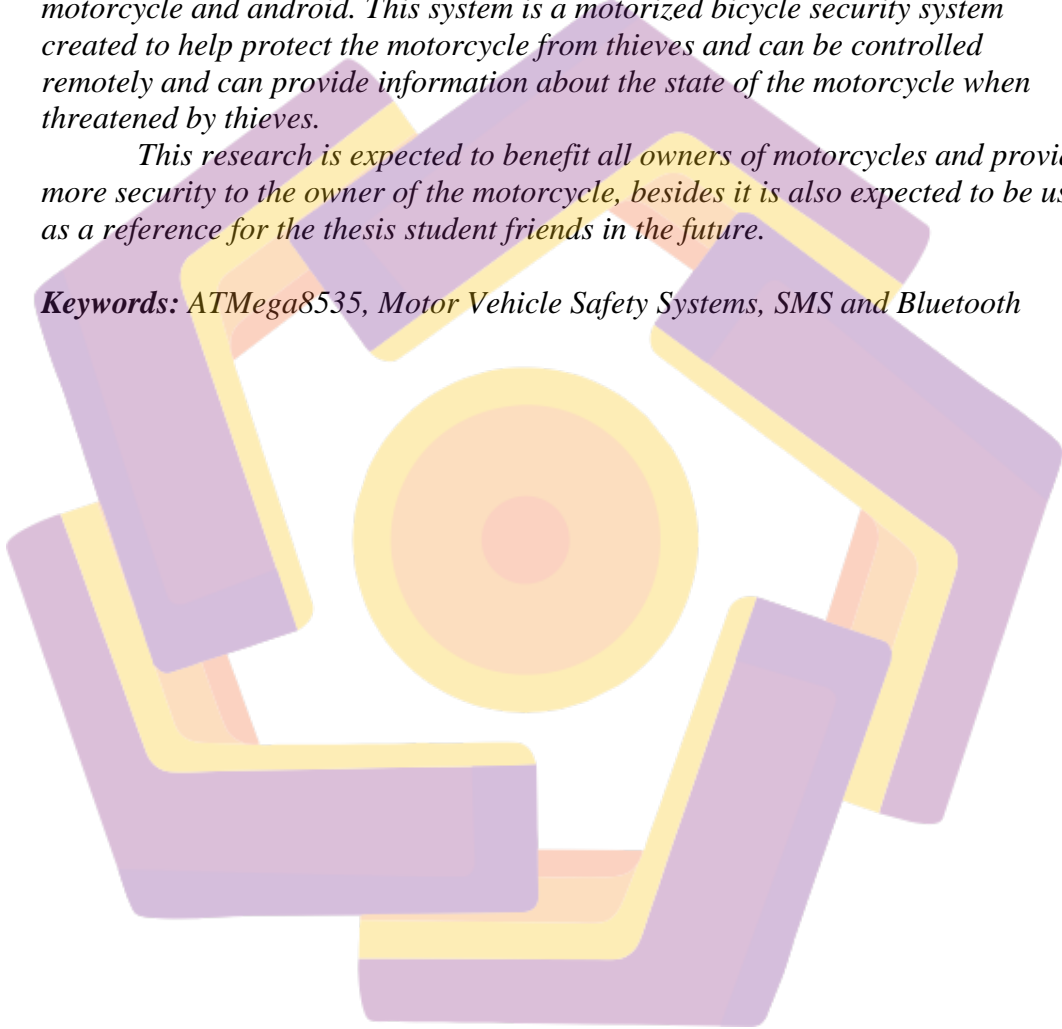 motorcycle and android. This system is a motorized bicycle security system
created to help protect the motorcycle from thieves and can be controlled
remotely and can provide information about the state of the motorcycle when
threatened by thieves.
This research is expected to benefit all owners of motorcycles and
more security to the owner of the motorcycle, besides it is also expected to be
as a reference for the thesis student friends in the future.
Keywords: ATMega8535, Motor Vehicle Safety Systems, SMS and Bluetooth